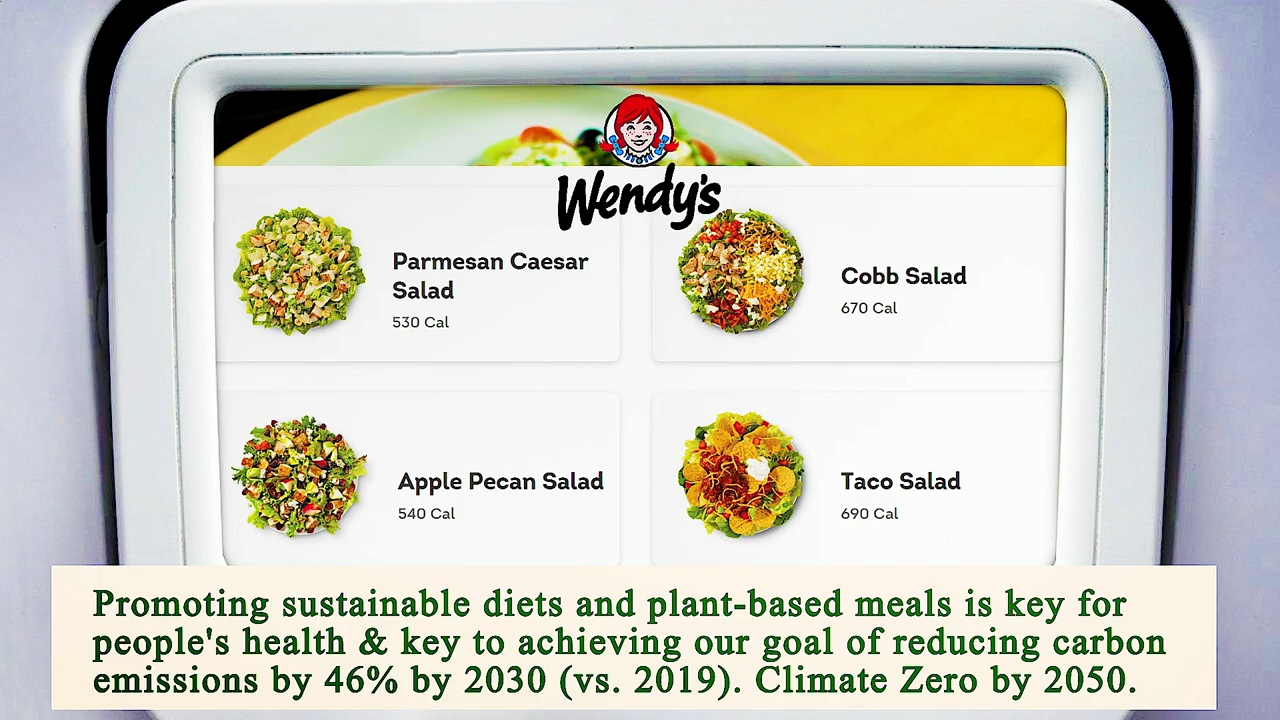 Wendy's
Parmesan Caesar
Salad
530 Cal
Cobb Salad
670 Cal
Apple Pecan Salad
540 Cal
Taco Salad
690 Cal
Promoting sustainable diets and plant-based meals is key for
people's health & key to achieving our goal of reducing carbon
emissions by 46% by 2030 (vs. 2019). Climate Zero by 2050.